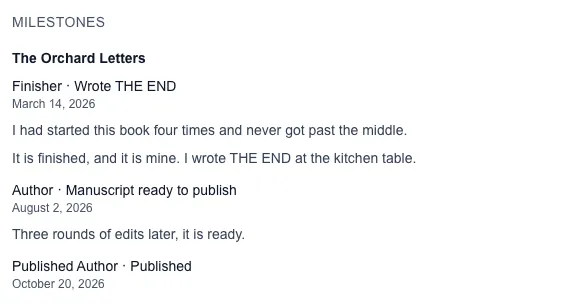 MILESTONES
The Orchard Letters
Finisher · Wrote THE END
March 14, 2026
I had started this book four times and never got past the middle.
It is finished, and it is mine. I wrote THE END at the kitchen table.
Author · Manuscript ready to publish
August 2, 2026
Three rounds of edits later, it is ready.
Published Author · Published
October 20, 2026